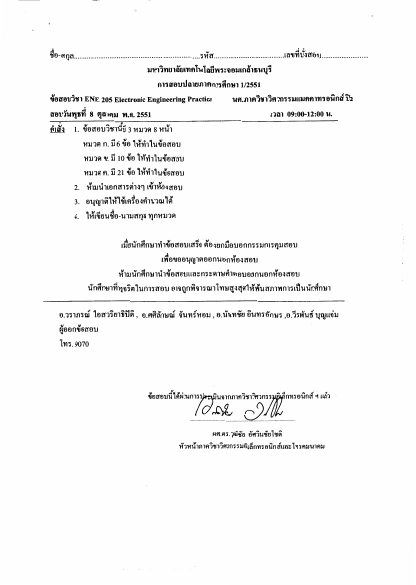 ชื่อ-สกุล..................................................รหัส............................เลขที่นั่งสอบ.....................
มหาวิทยาลัยเทคโนโลยีพระจอมเกล้าธนบุรี
การสอบปลายภาคการศึกษา 1/2551
ข้อสอบวิชา ENE 205 Electronic Engineering Practice นศ.ภาควิชาวิศวกรรมแมคคาทรอนิกส์ ปี2
สอบวันพุธที่ 8 ตุลาคม พ.ศ. 2551 เวลา 09:00-12:00 น.
คำสั่ง 1. ข้อสอบวิชานี้มี 3 หมวด 8 หน้า
หมวด ก. มี 6 ข้อ ให้ทำในข้อสอบ
หมวด ข. มี 10 ข้อ ให้ทำในข้อสอบ
หมวด ค. มี 21 ข้อ ให้ทำในข้อสอบ
2. ห้ามนำเอกสารต่างๆ เข้าห้องสอบ
3. อนุญาติให้ใช้เครื่องคำนวณได้
4. ให้เขียนชื่อ-นามสกุล ทุกหมวด
เมื่อนักศึกษาทำข้อสอบเสร็จ ต้องยกมือบอกกรรมการคุมสอบ
เพื่อขออนุญาตออกนอกห้องสอบ
ห้ามนักศึกษานำข้อสอบและกระดาษคำตอบออกนอกห้องสอบ
นักศึกษาที่ทุจริตในการสอบ อาจถูกพิจารณาโทษสูงสุดให้พ้นสภาพการเป็นนักศึกษา
อ.วราภรณ์ ไอสวริยาธิปัติ , อ.ศศิลักษณ์ จันทร์หอม , อ.นันทชัย อินทรอักษร ,อ.วีรพันธ์ บุญแย่ม
ผู้ออกข้อสอบ
โทร. 9070
ข้อสอบนี้ได้ผ่านการประเมินจากภาควิชาวิศวกรรมอิเล็กทรอนิกส์ ฯ แล้ว
ผศ.ดร.วุฒิชัย อัศวินชัยโชติ
หัวหน้าภาควิชาวิศวกรรมอิเล็กทรอนิกส์และโทรคมนาคม